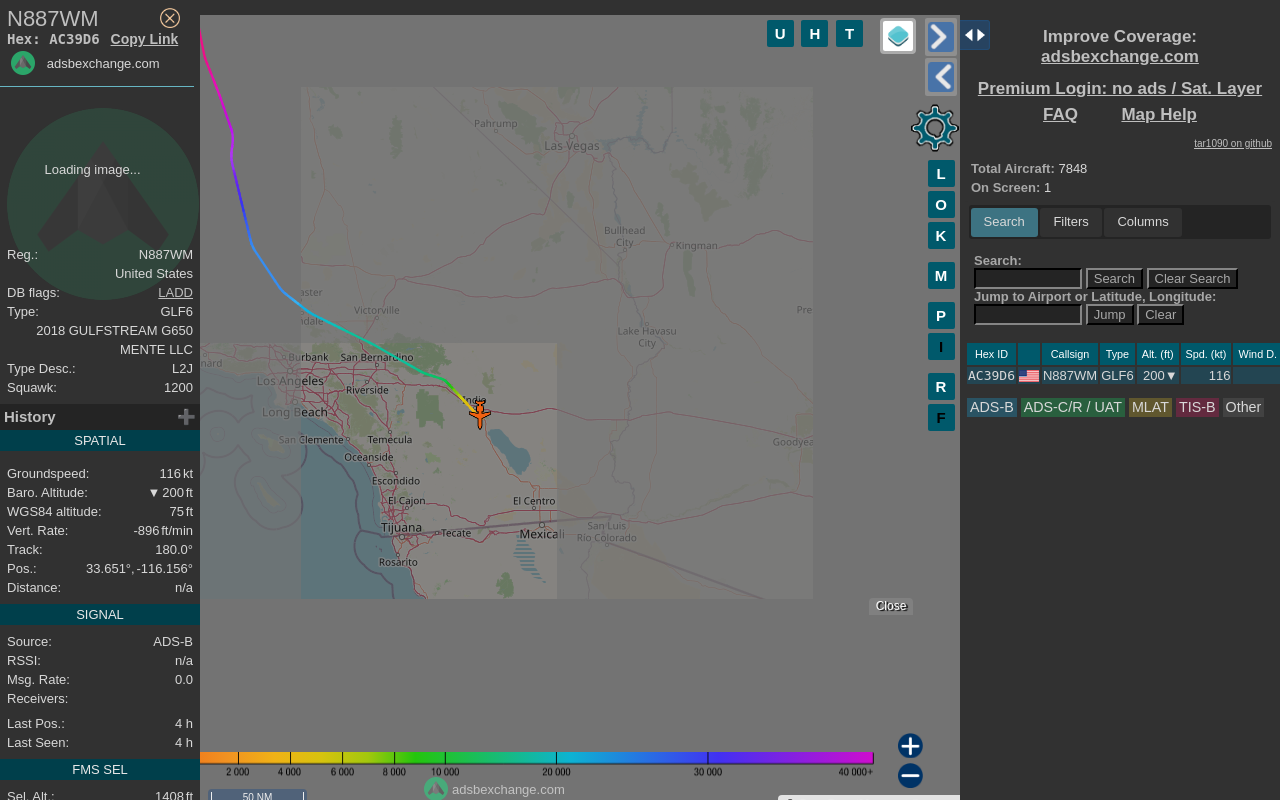 N887WM
Hex: AC39D6 Copy Link
adsbexchange.com
Loading image...
Reg.: N887WM
United States
DB flags: LADD
Type: GLF6
2018 GULFSTREAM G650
MENTE LLC
Type Desc.: L2J
Squawk: 1200
History
SPATIAL
Groundspeed: 116 kt
Baro. Altitude: ▼ 200 ft
WGS84 altitude: 75 ft
Vert. Rate: -896 ft/min
Track: 180.0°
Pos.: 33.651°, -116.156°
Distance: n/a
SIGNAL
Source: ADS-B
RSSI: n/a
Msg. Rate: 0.0
Receivers:
Last Pos.: 4 h
Last Seen: 4 h
FMS SEL
Sel. Alt.: 1408 ft
U H T
L
O
K
M
P
I
R
F
Pahrump
Las Vegas
Bullhead
City
Kingman
aster
Victorville
dale
Lake Havasu
City
Pre
nard
Burbank
San Bernardino
Los Angeles
Riverside
Indio
Long Beach
San Clemente
Temecula
Goodyea
Oceanside
Escondido
El Cajon
El Centro
Tijuana
Tecate
Mexicali
San Luis
Río Colorado
Rosarito
Close
2 000 4 000 6 000 8 000 10 000 20 000 30 000 40 000+
adsbexchange.com
50 NM
Improve Coverage:
adsbexchange.com
Premium Login: no ads / Sat. Layer
FAQ Map Help
tar1090 on github
Total Aircraft: 7848
On Screen: 1
Search Filters Columns
Search:
Search Clear Search
Jump to Airport or Latitude, Longitude:
Jump Clear
Hex ID Callsign Type Alt. (ft) Spd. (kt) Wind D.
AC39D6 N887WM GLF6 200▼ 116
ADS-B ADS-C/R / UAT MLAT TIS-B Other